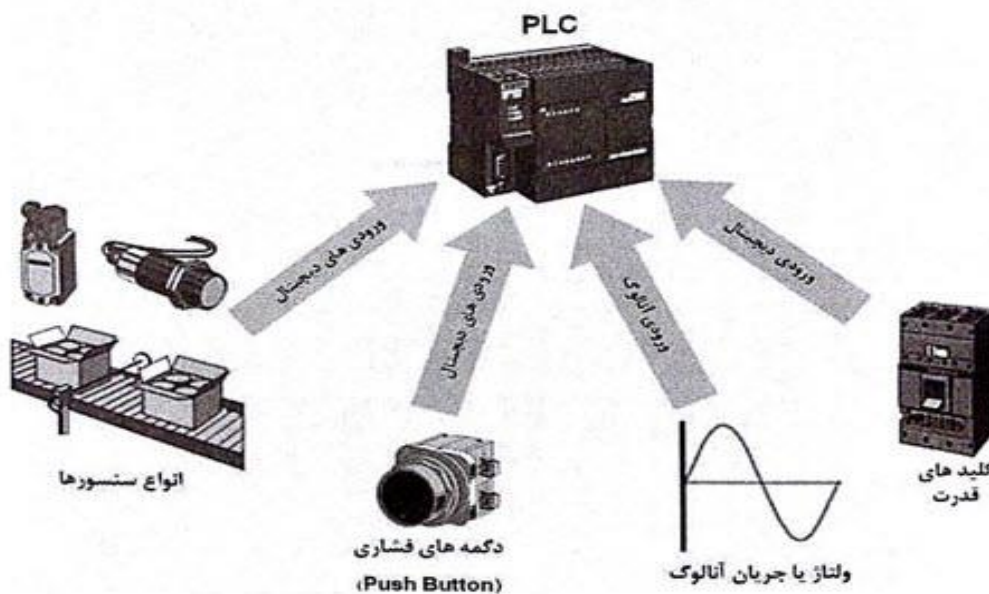 PLC
ورودی های دیجیتال
ورودی های دیجیتال
ورودی آنالوگ
ورودی دیجیتال
انواع سنسورها
دکمه های فشاری
(Push Button)
ولتاژ یا جریان آنالوگ
کلید های
قدرت